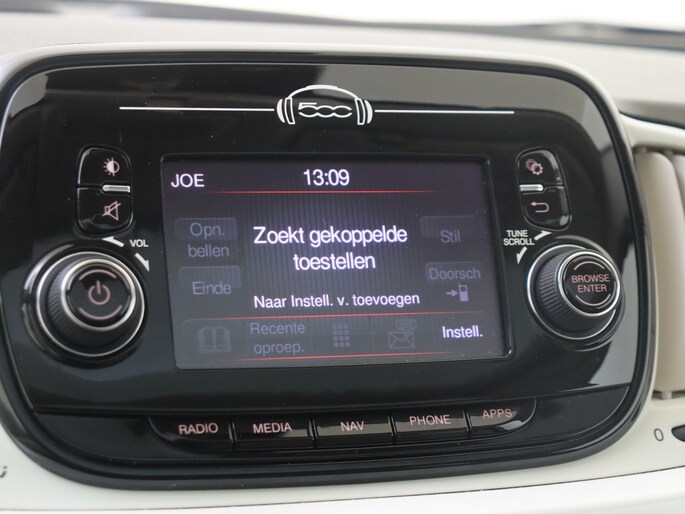 500
JOE 13:09
VOL
TUNE
SCROLL
Opn.
bellen
Zoekt gekoppelde
toestellen
Stil
Einde
Doorsch
Naar Instell. v. toevoegen
Recente
oproep.
Instell.
BROWSE
ENTER
RADIO MEDIA NAV PHONE APPS
0